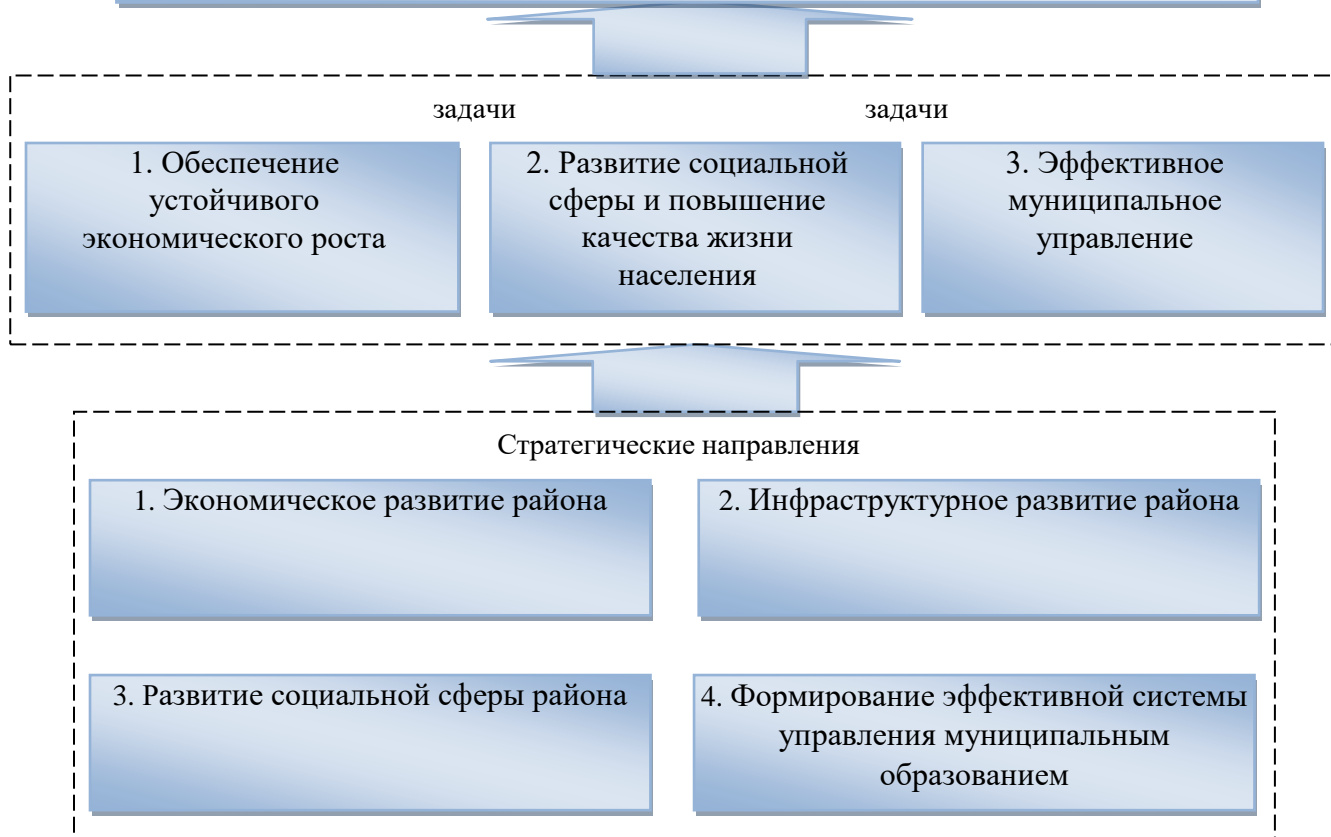 задачи задачи
1. Обеспечение
устойчивого
экономического роста
2. Развитие социальной
сферы и повышение
качества жизни
населения
3. Эффективное
муниципальное
управление
Стратегические направления
1. Экономическое развитие района
2. Инфраструктурное развитие района
3. Развитие социальной сферы района
4. Формирование эффективной системы
управления муниципальным
образованием